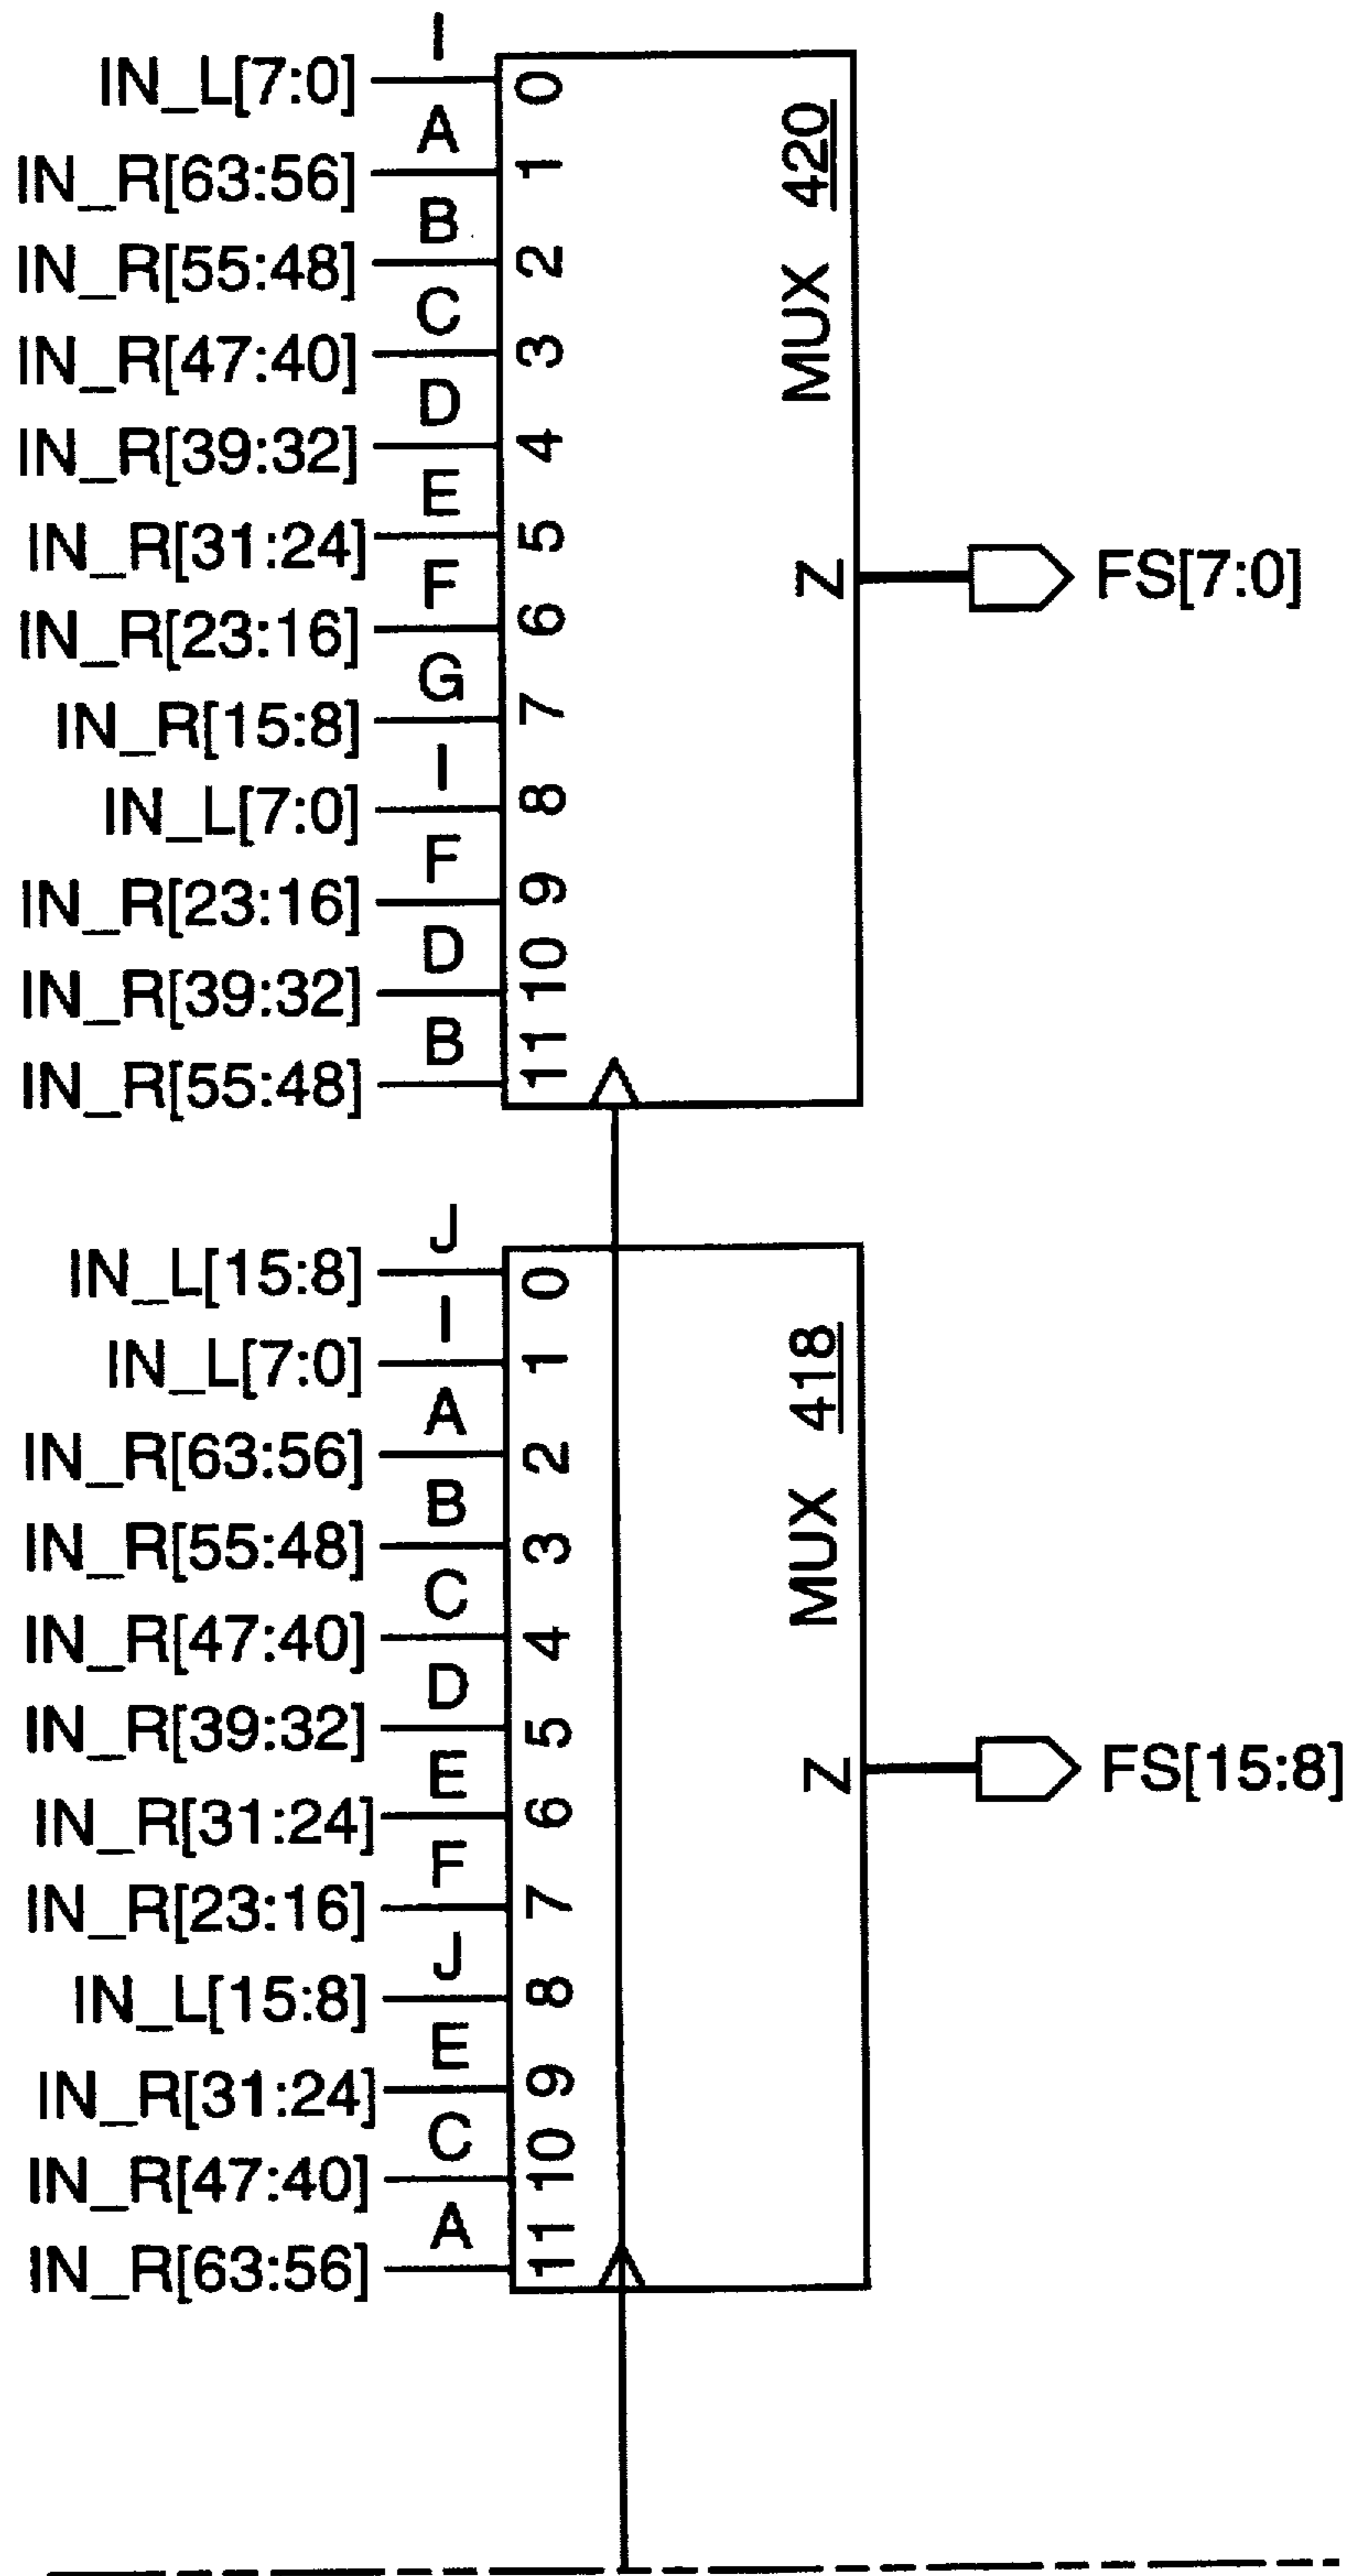 I
IN_L[7:0] 0
A
IN_R[63:56] 1
B
IN_R[55:48] 2
C
IN_R[47:40] 3
D
IN_R[39:32] 4
E
IN_R[31:24] 5
F
IN_R[23:16] 6
G
IN_R[15:8] 7
I
IN_L[7:0] 8
F
IN_R[23:16] 9
D
IN_R[39:32] 10
B
IN_R[55:48] 11
MUX 420
Z
FS[7:0]
J
IN_L[15:8] 0
I
IN_L[7:0] 1
A
IN_R[63:56] 2
B
IN_R[55:48] 3
C
IN_R[47:40] 4
D
IN_R[39:32] 5
E
IN_R[31:24] 6
F
IN_R[23:16] 7
J
IN_L[15:8] 8
E
IN_R[31:24] 9
C
IN_R[47:40] 10
A
IN_R[63:56] 11
MUX 418
Z
FS[15:8]